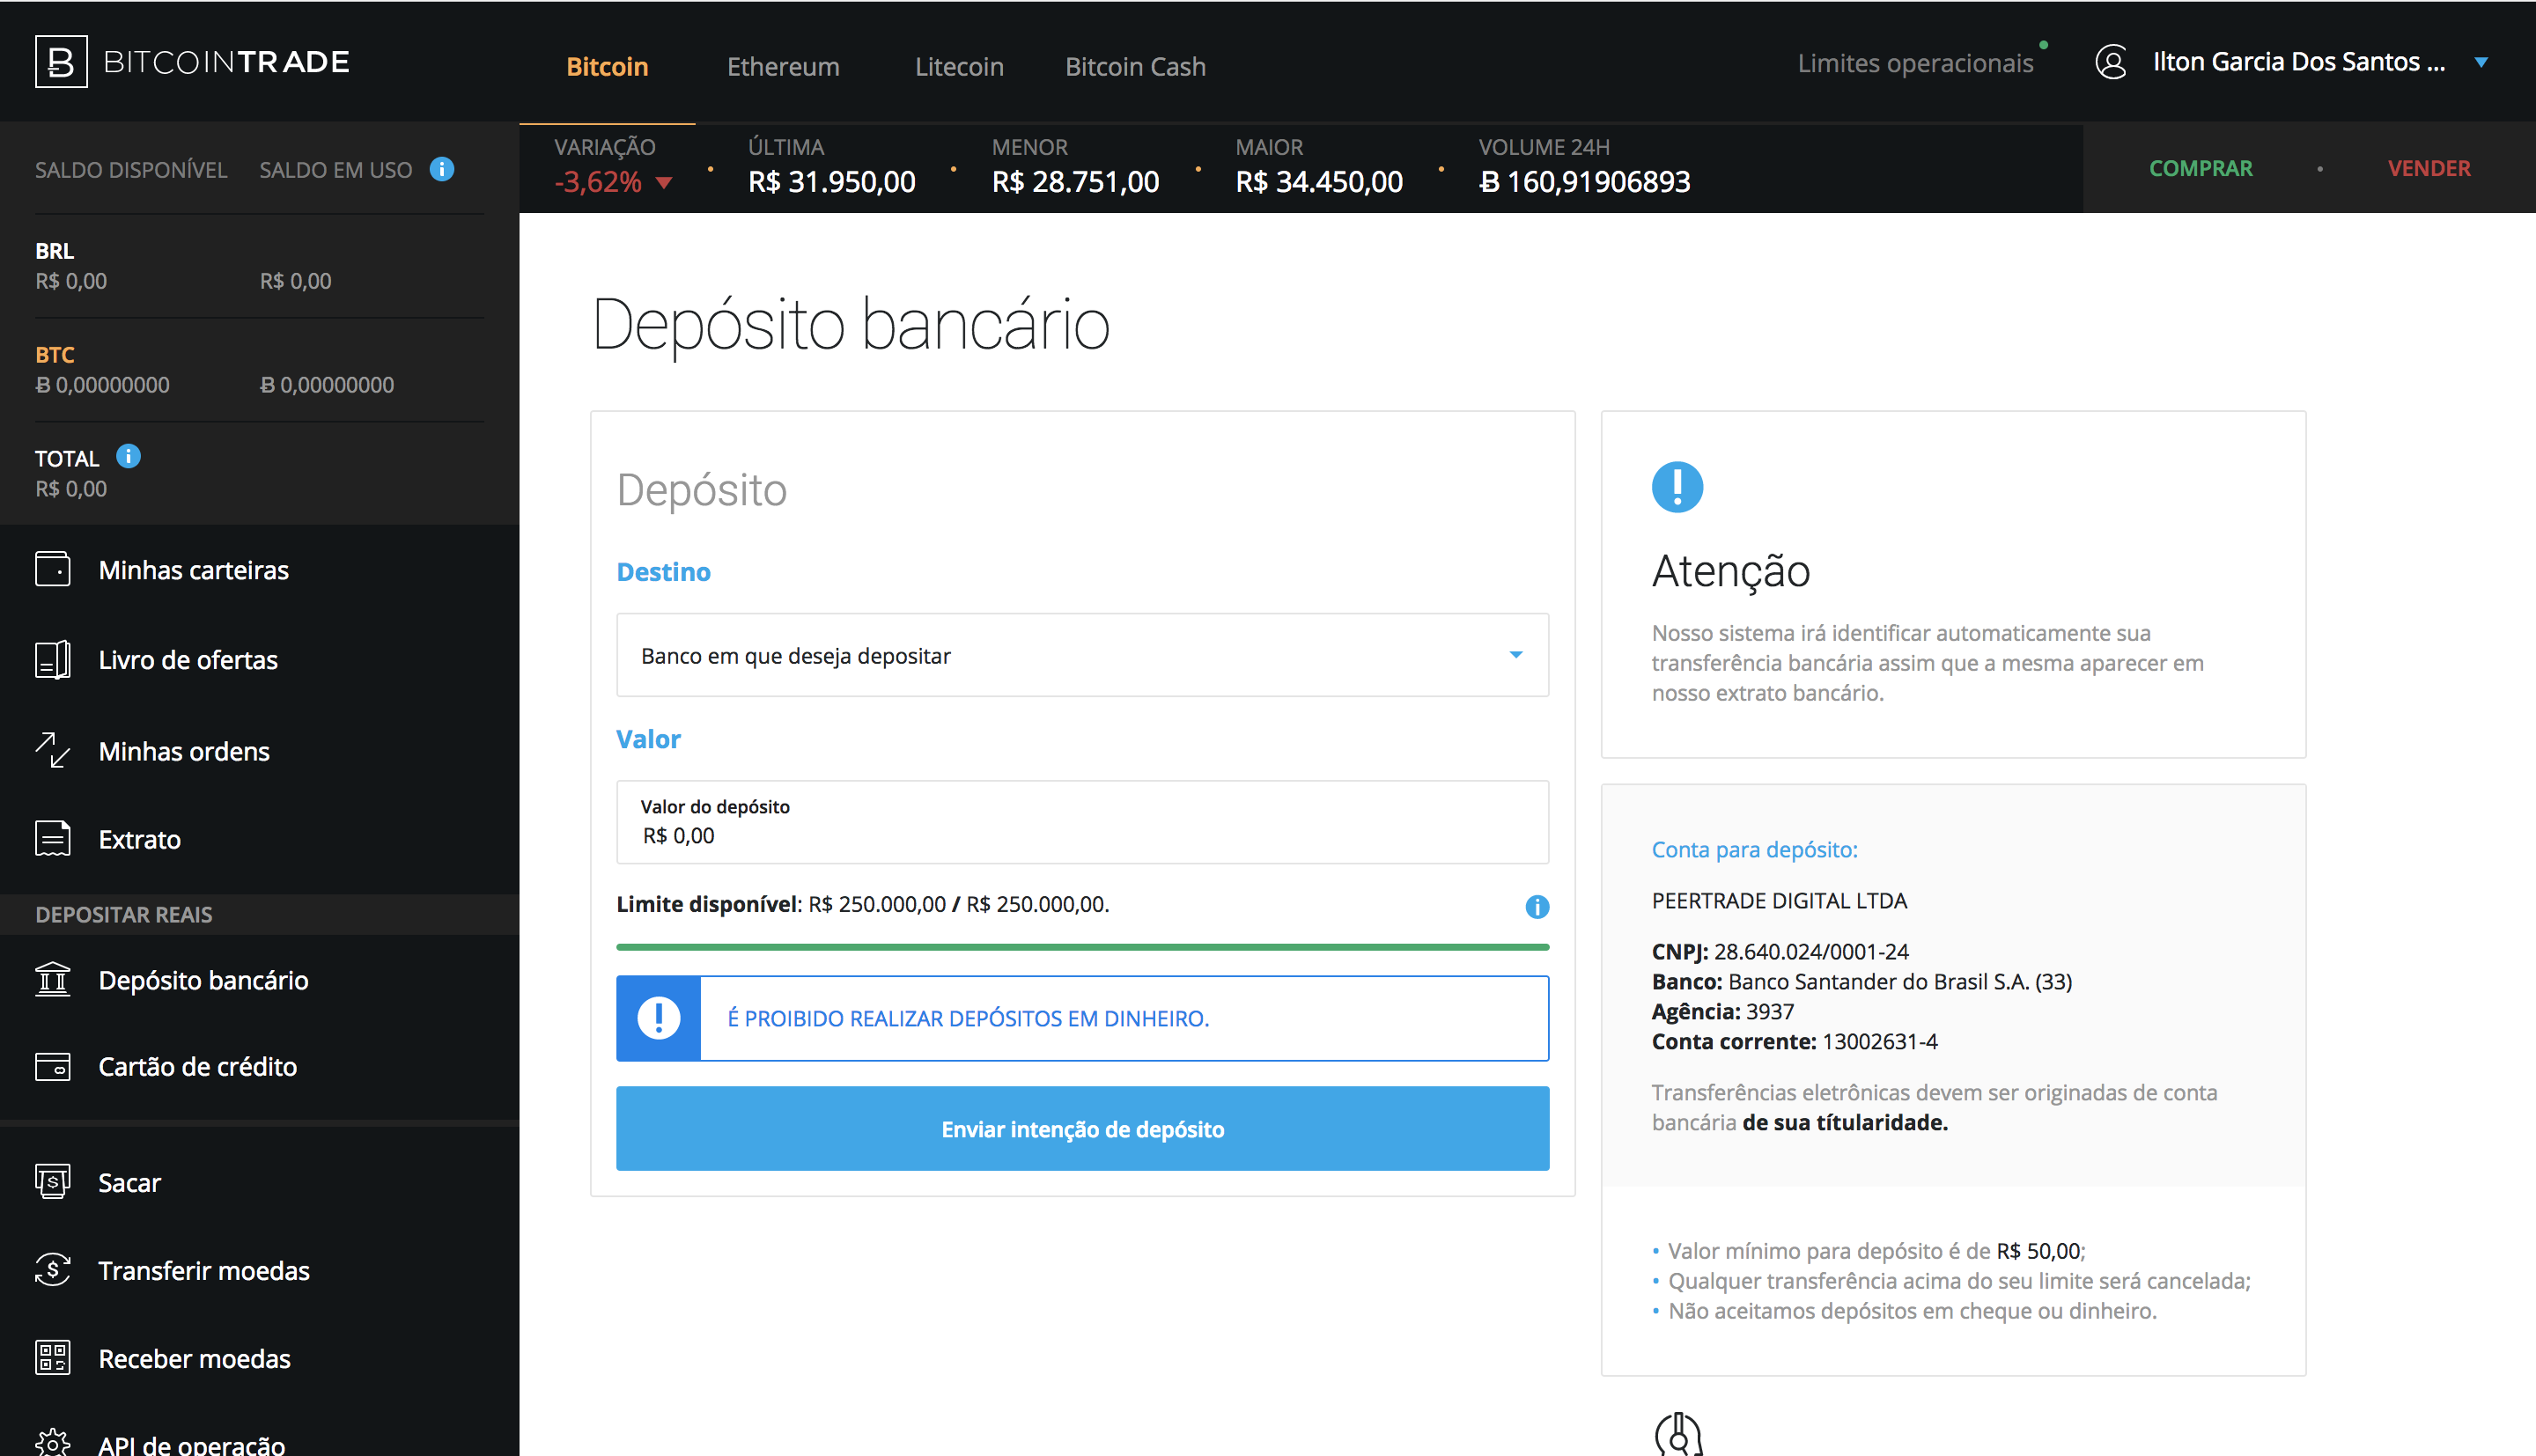 BITCOINTRADE
Bitcoin
Ethereum
Litecoin
Bitcoin Cash
Limites operacionais
Ilton Garcia Dos Santos ...
SALDO DISPONÍVEL
SALDO EM USO
BRL
R$ 0,00
R$ 0,00
BTC
Ƀ 0,00000000
Ƀ 0,00000000
TOTAL
R$ 0,00
VARIAÇÃO
-3,62%
ÚLTIMA
R$ 31.950,00
MENOR
R$ 28.751,00
MAIOR
R$ 34.450,00
VOLUME 24H
Ƀ 160,91906893
COMPRAR
VENDER
Minhas carteiras
Livro de ofertas
Minhas ordens
Extrato
DEPOSITAR REAIS
Depósito bancário
Cartão de crédito
Sacar
Transferir moedas
Receber moedas
API de operação
Depósito bancário
Depósito
Destino
Banco em que deseja depositar
Valor
Valor do depósito
R$ 0,00
Limite disponível: R$ 250.000,00 / R$ 250.000,00.
É PROIBIDO REALIZAR DEPÓSITOS EM DINHEIRO.
Enviar intenção de depósito
Atenção
Nosso sistema irá identificar automaticamente sua
transferência bancária assim que a mesma aparecer em
nosso extrato bancário.
Conta para depósito:
PEERTRADE DIGITAL LTDA
CNPJ: 28.640.024/0001-24
Banco: Banco Santander do Brasil S.A. (33)
Agência: 3937
Conta corrente: 13002631-4
Transferências eletrônicas devem ser originadas de conta
bancária de sua títularidade.
• Valor mínimo para depósito é de R$ 50,00;
• Qualquer transferência acima do seu limite será cancelada;
• Não aceitamos depósitos em cheque ou dinheiro.